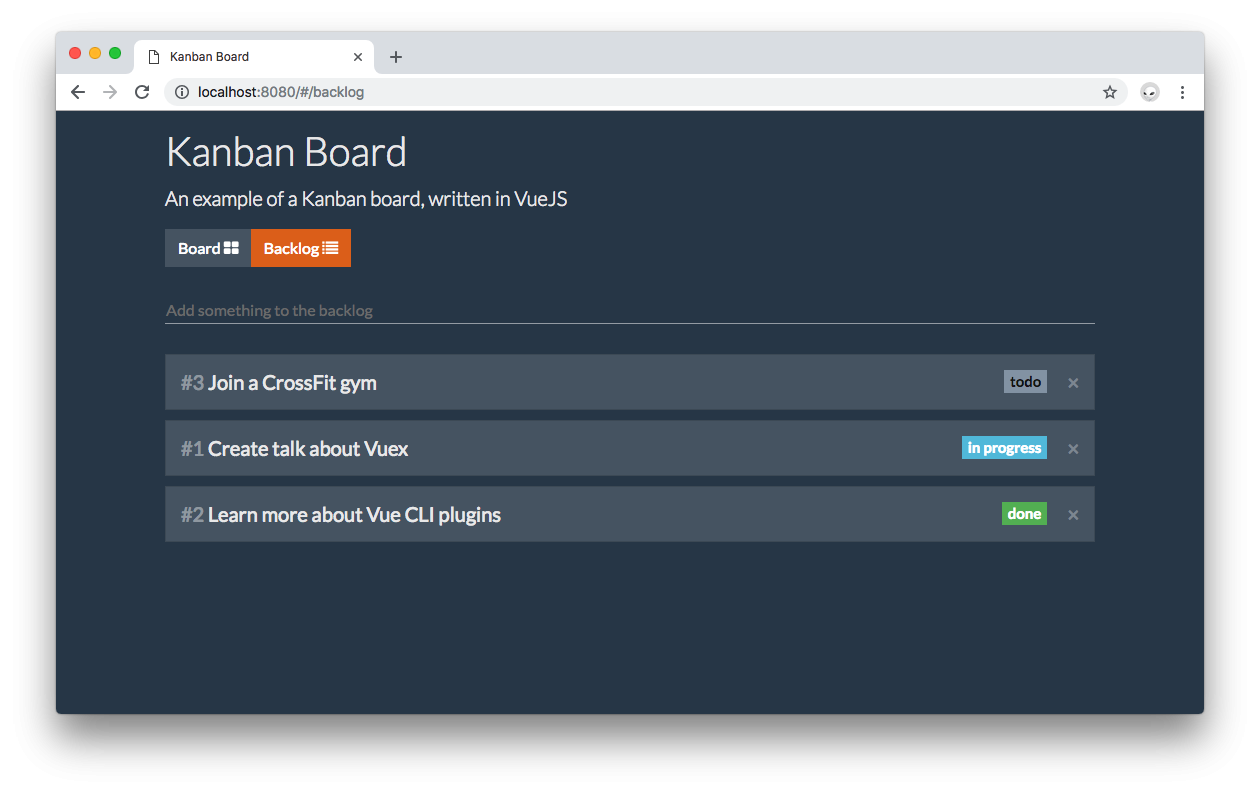 Kanban Board
localhost:8080/#/backlog
Kanban Board
An example of a Kanban board, written in VueJS
Board Backlog
Add something to the backlog
#3 Join a CrossFit gym todo ×
#1 Create talk about Vuex in progress ×
#2 Learn more about Vue CLI plugins done ×